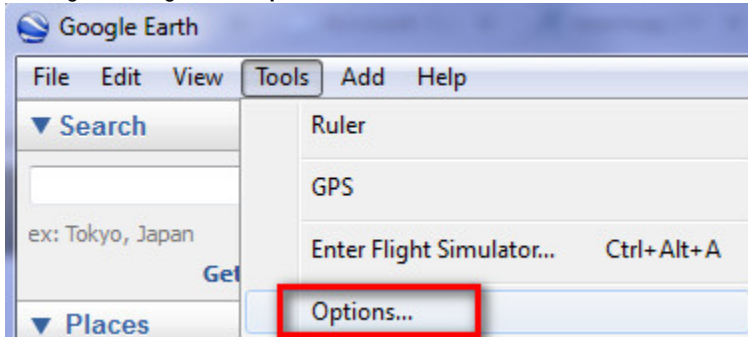 Google Earth
File Edit View Tools Add Help
Search
Ruler
GPS
ex: Tokyo, Japan
Enter Flight Simulator... Ctrl+Alt+A
Get
Options...
Places